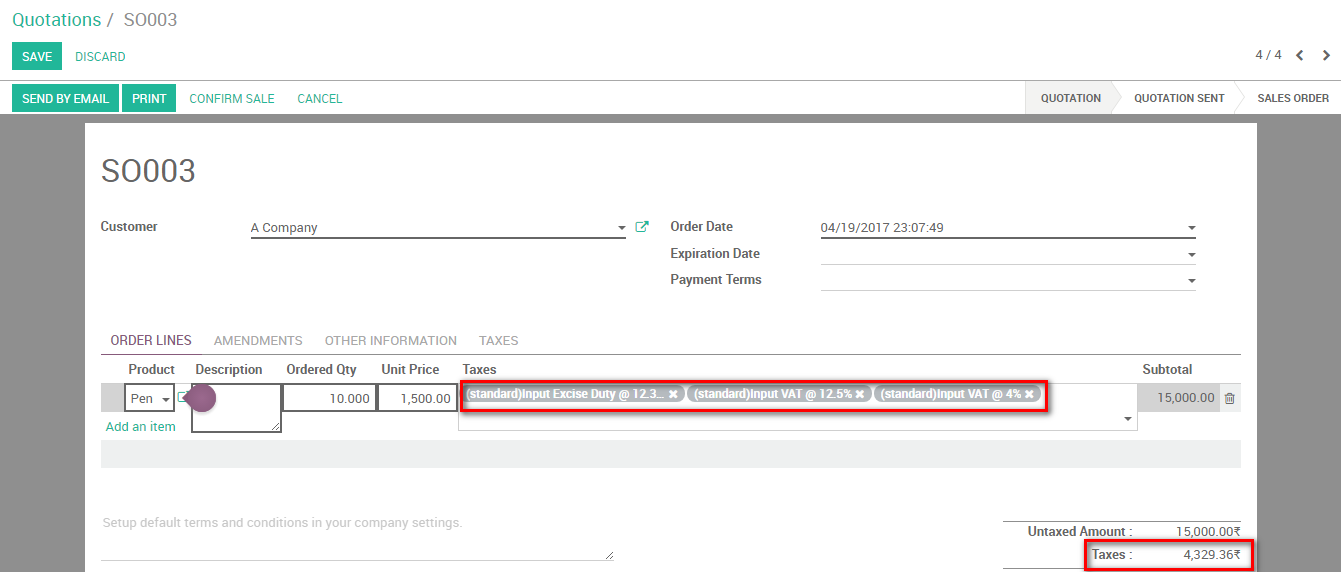 Quotations / SO003
SAVE DISCARD 4 / 4
SEND BY EMAIL PRINT CONFIRM SALE CANCEL QUOTATION QUOTATION SENT SALES ORDER
SO003
Customer A Company Order Date 04/19/2017 23:07:49
Expiration Date
Payment Terms
ORDER LINES AMENDMENTS OTHER INFORMATION TAXES
Product Description Ordered Qty Unit Price Taxes Subtotal
Pen 10.000 1,500.00 (standard)Input Excise Duty @ 12.3... × (standard)Input VAT @ 12.5% × (standard)Input VAT @ 4% × 15,000.00
Add an item
Setup default terms and conditions in your company settings.
Untaxed Amount : 15,000.00₹
Taxes : 4,329.36₹